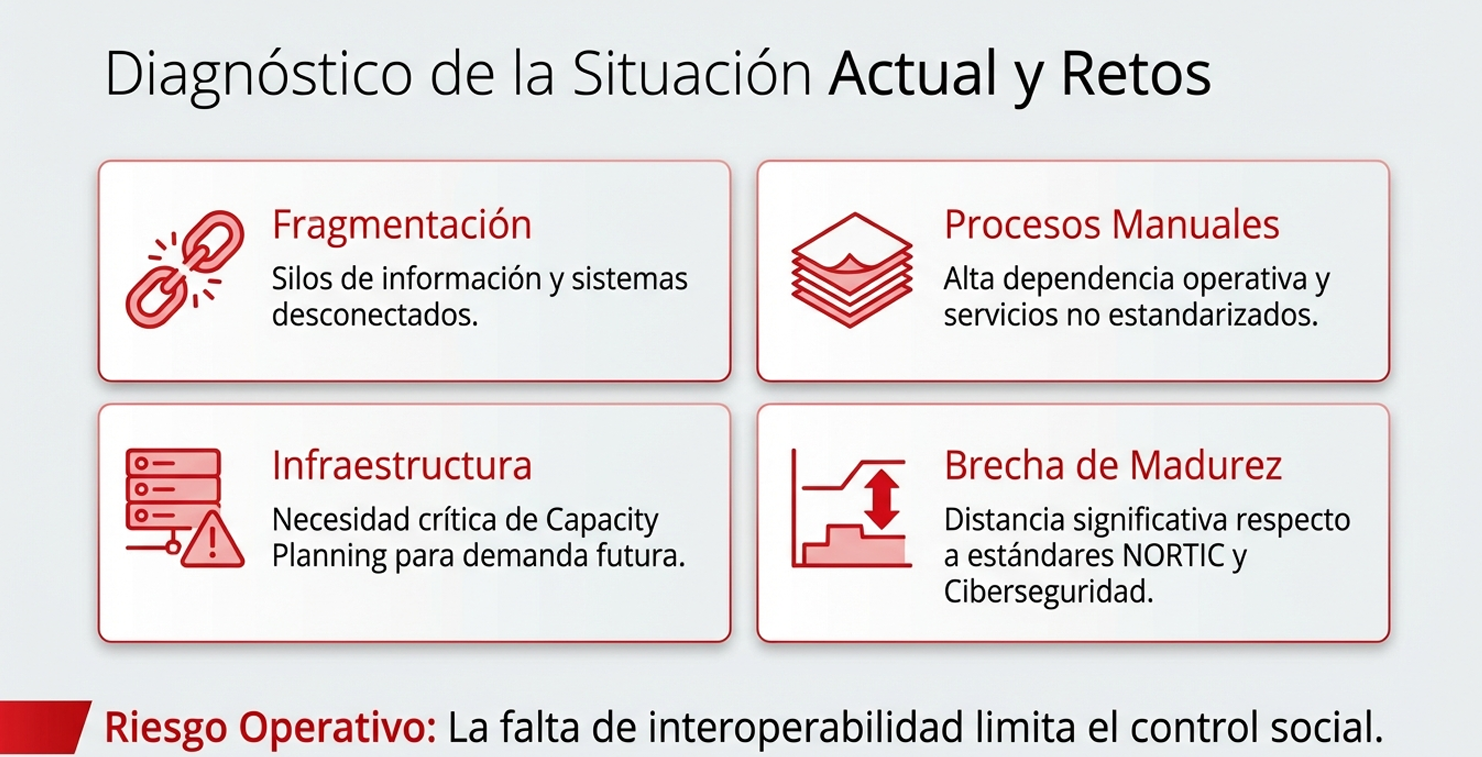 Diagnóstico de la Situación Actual y Retos
Fragmentación
Silos de información y sistemas
desconectados.
Procesos Manuales
Alta dependencia operativa y
servicios no estandarizados.
Infraestructura
Necesidad crítica de Capacity
Planning para demanda futura.
Brecha de Madurez
Distancia significativa respecto
a estándares NORTIC y
Ciberseguridad.
Riesgo Operativo: La falta de interoperabilidad limita el control social.